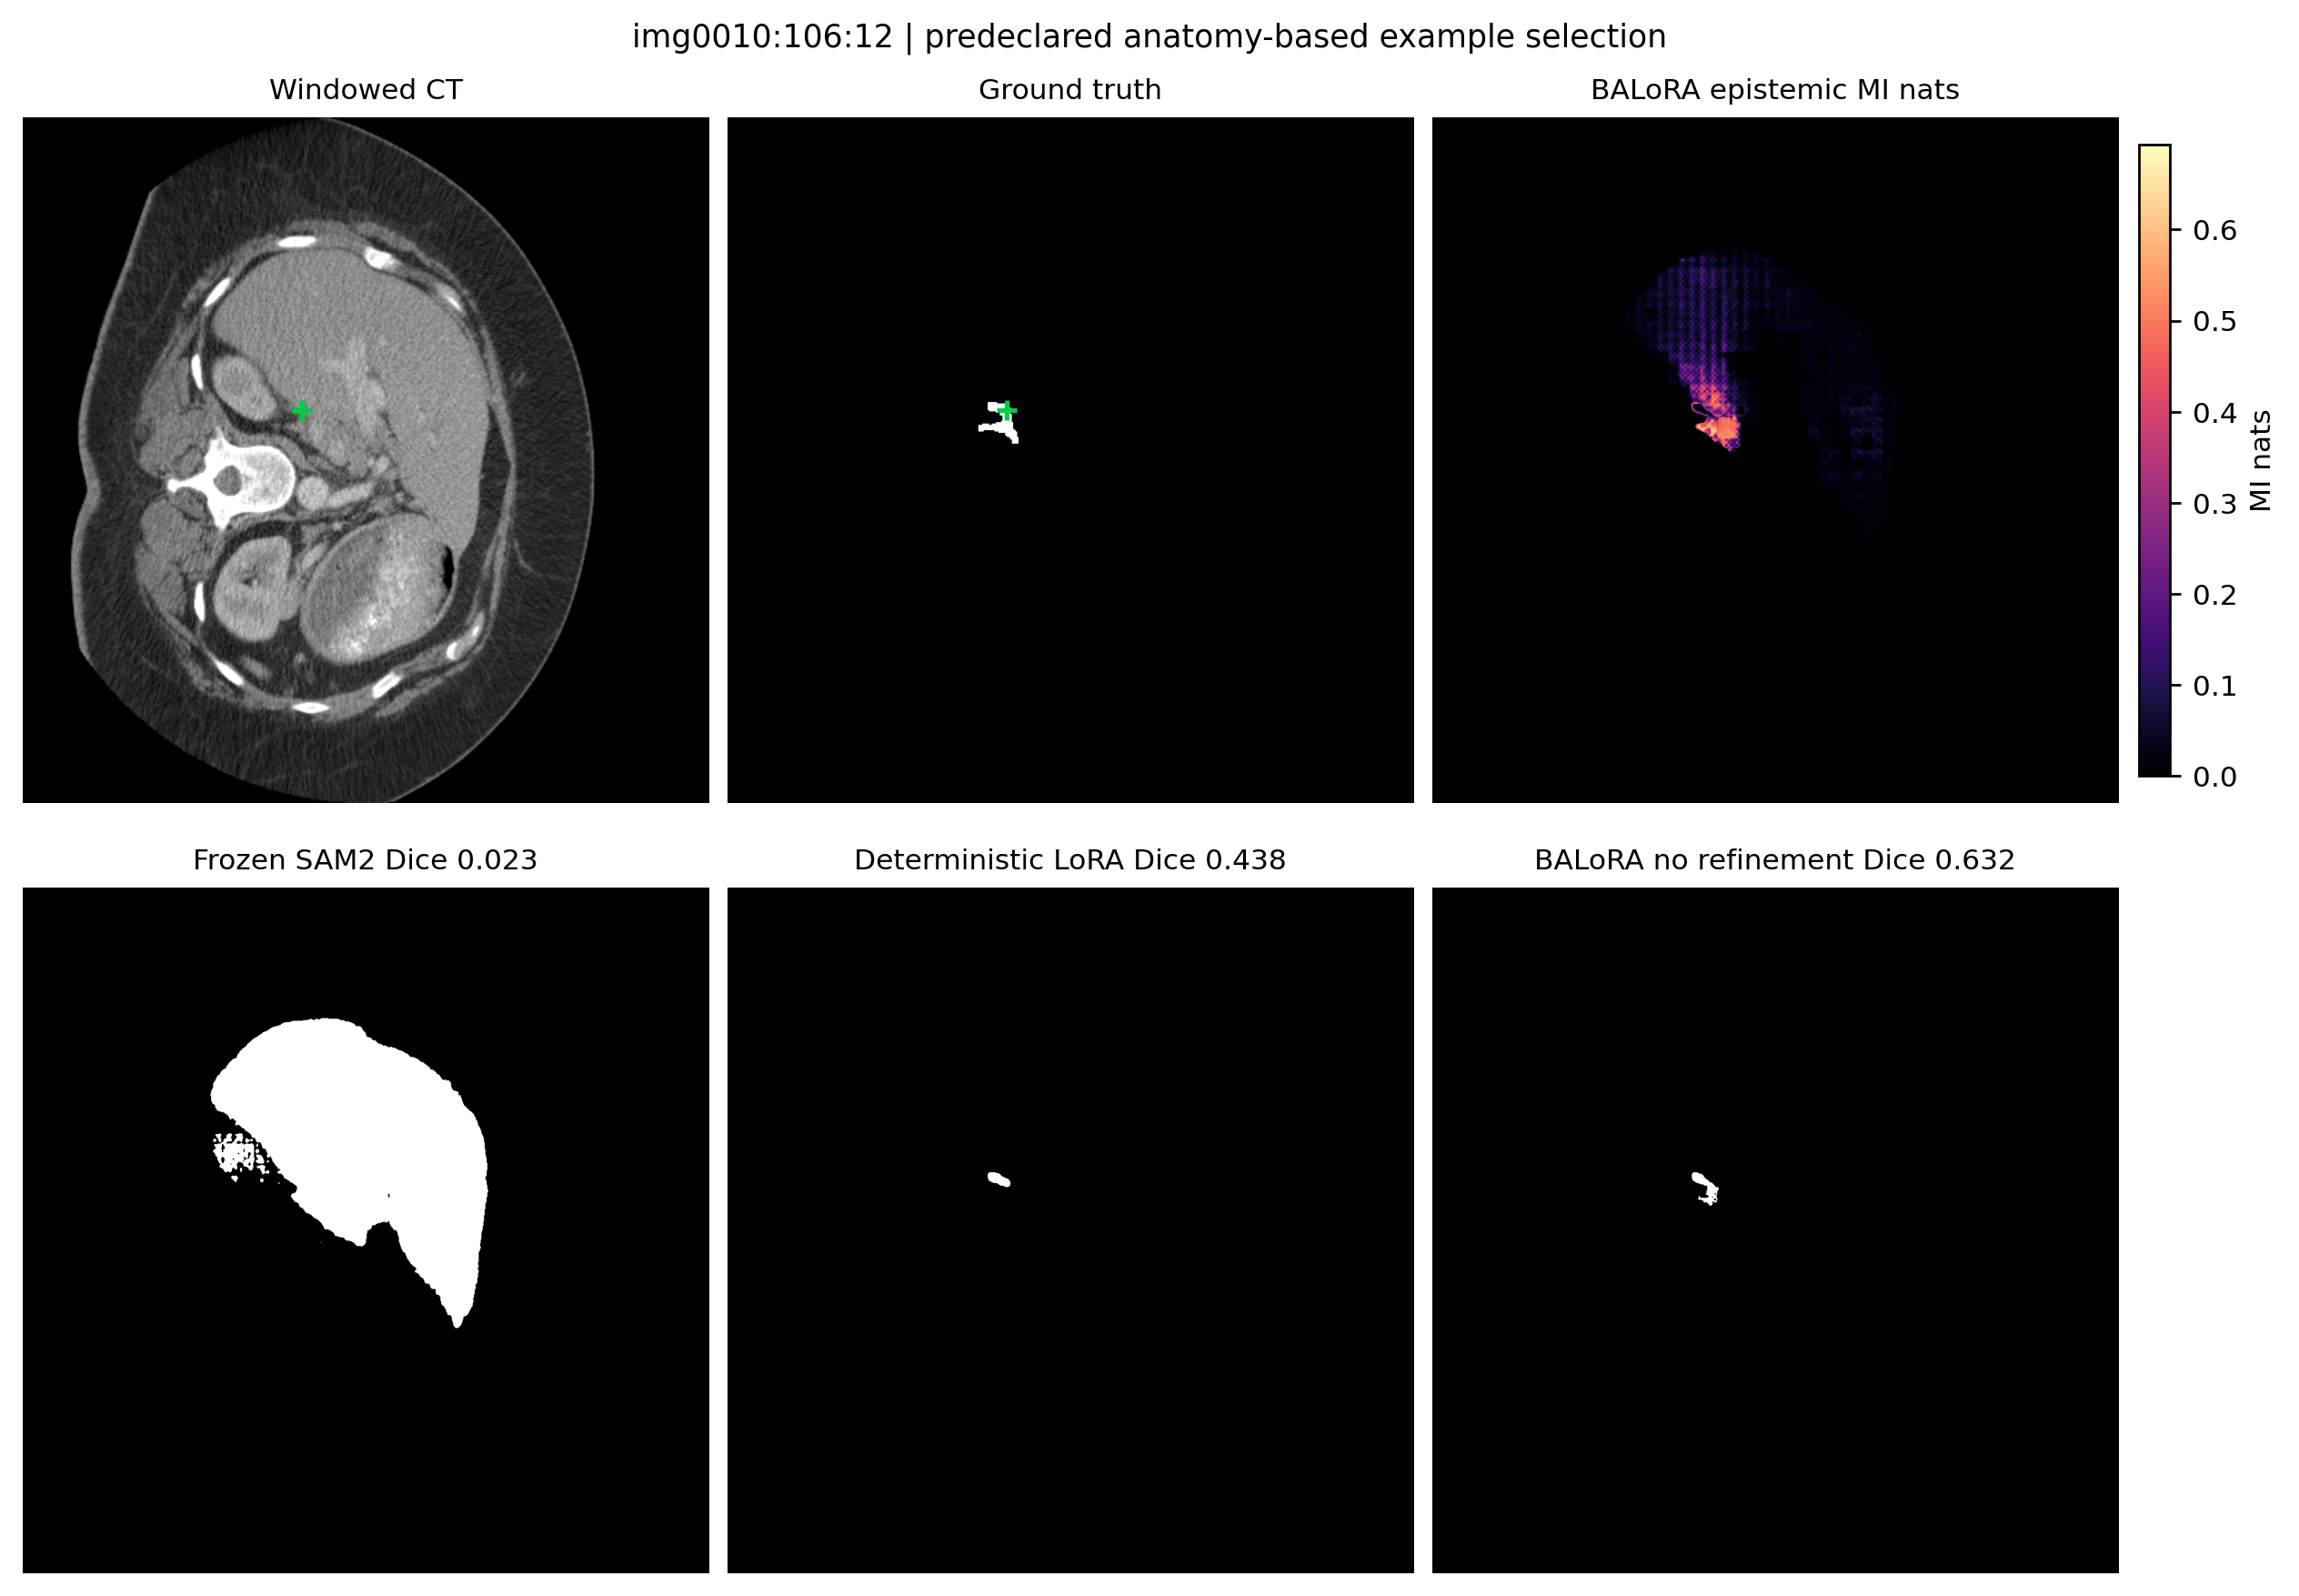 img0010:106:12 | predeclared anatomy-based example selection
Windowed CT
Ground truth
BALoRA epistemic MI nats
0.6
0.5
0.4
0.3
0.2
0.1
0.0
MI nats
Frozen SAM2 Dice 0.023
Deterministic LoRA Dice 0.438
BALoRA no refinement Dice 0.632